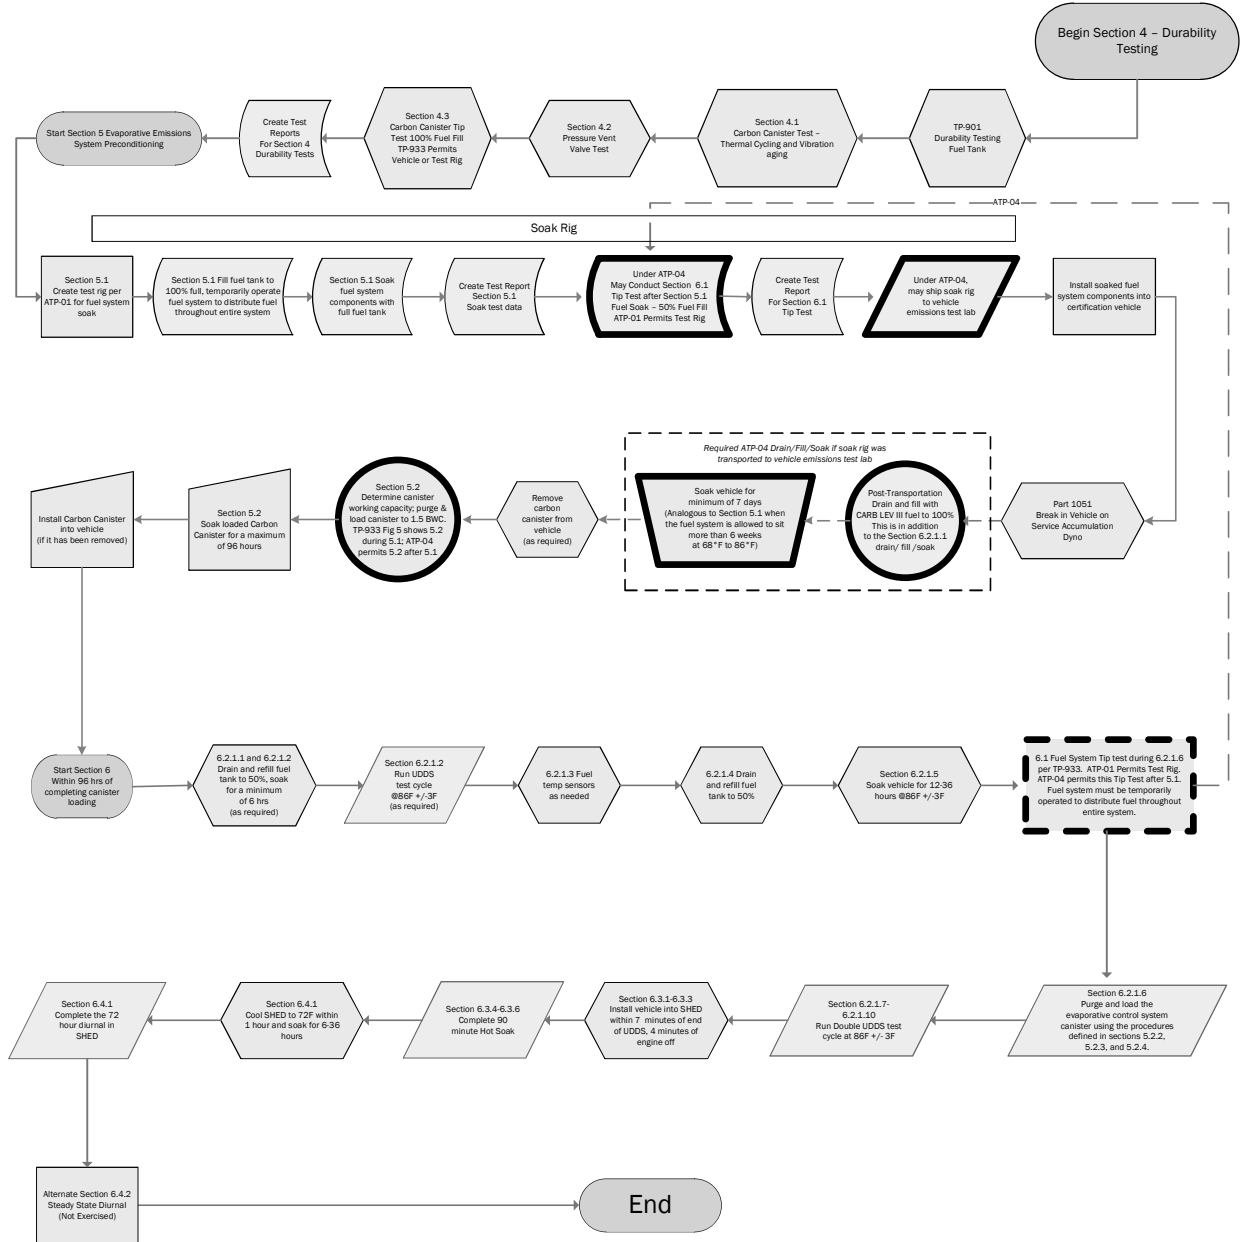 Begin Section 4 – Durability
Testing
TP-901
Durability Testing
Fuel Tank
Section 4.1
Carbon Canister Test –
Thermal Cycling and Vibration
aging
Section 4.2
Pressure Vent
Valve Test
Section 4.3
Carbon Canister Tip
Test 100% Fuel Fill
TP-933 Permits
Vehicle or Test Rig
Create Test
Reports
For Section 4
Durability Tests
Start Section 5 Evaporative Emissions
System Preconditioning
ATP-04
Soak Rig
Section 5.1
Create test rig per
ATP-01 for fuel system
soak
Section 5.1 Fill fuel tank to
100% full, temporarily operate
fuel system to distribute fuel
throughout entire system
Section 5.1 Soak
fuel system
components with
full fuel tank
Create Test Report
Section 5.1
Soak test data
Under ATP-04
May Conduct Section 6.1
Tip Test after Section 5.1
Fuel Soak – 50% Fuel Fill
ATP-01 Permits Test Rig
Create Test
Report
For Section 6.1
Tip Test
Under ATP-04,
may ship soak rig
to vehicle
emissions test lab
Install soaked fuel
system components into
certification vehicle
Part 1051
Break in Vehicle on
Service Accumulation
Dyno
Required ATP-04 Drain/Fill/Soak if soak rig was
transported to vehicle emissions test lab
Post-Transportation
Drain and fill with
CARB LEV III fuel to 100%
This is in addition
to the Section 6.2.1.1
drain/ fill /soak
Soak vehicle for
minimum of 7 days
(Analogous to Section 5.1 when
the fuel system is allowed to sit
more than 6 weeks
at 68°F to 86°F)
Remove
carbon
canister from
vehicle
(as required)
Section 5.2
Determine canister
working capacity; purge &
load canister to 1.5 BWC.
TP-933 Fig 5 shows 5.2
during 5.1; ATP-04
permits 5.2 after 5.1
Section 5.2
Soak loaded Carbon
Canister for a maximum
of 96 hours
Install Carbon Canister
into vehicle
(if it has been removed)
Start Section 6
Within 96 hrs of
completing canister
loading
6.2.1.1 and 6.2.1.2
Drain and refill fuel
tank to 50%, soak
for a minimum
of 6 hrs
(as required)
Section 6.2.1.2
Run UDDS
test cycle
@86F +/-3F
(as required)
6.2.1.3 Fuel
temp sensors
as needed
6.2.1.4 Drain
and refill fuel
tank to 50%
Section 6.2.1.5
Soak vehicle for 12-36
hours @86F +/-3F
6.1 Fuel System Tip test during 6.2.1.6
per TP-933. ATP-01 Permits Test Rig.
ATP-04 permits this Tip Test after 5.1.
Fuel system must be temporarily
operated to distribute fuel throughout
entire system.
Section 6.2.1.6
Purge and load the
evaporative control system
canister using the procedures
defined in sections 5.2.2,
5.2.3, and 5.2.4.
Section 6.2.1.7-
6.2.1.10
Run Double UDDS test
cycle at 86F +/- 3F
Section 6.3.1-6.3.3
Install vehicle into SHED
within 7 minutes of end
of UDDS, 4 minutes of
engine off
Section 6.3.4-6.3.6
Complete 90
minute Hot Soak
Section 6.4.1
Cool SHED to 72F within
1 hour and soak for 6-36
hours
Section 6.4.1
Complete the 72
hour diurnal in
SHED
Alternate Section 6.4.2
Steady State Diurnal
(Not Exercised)
End